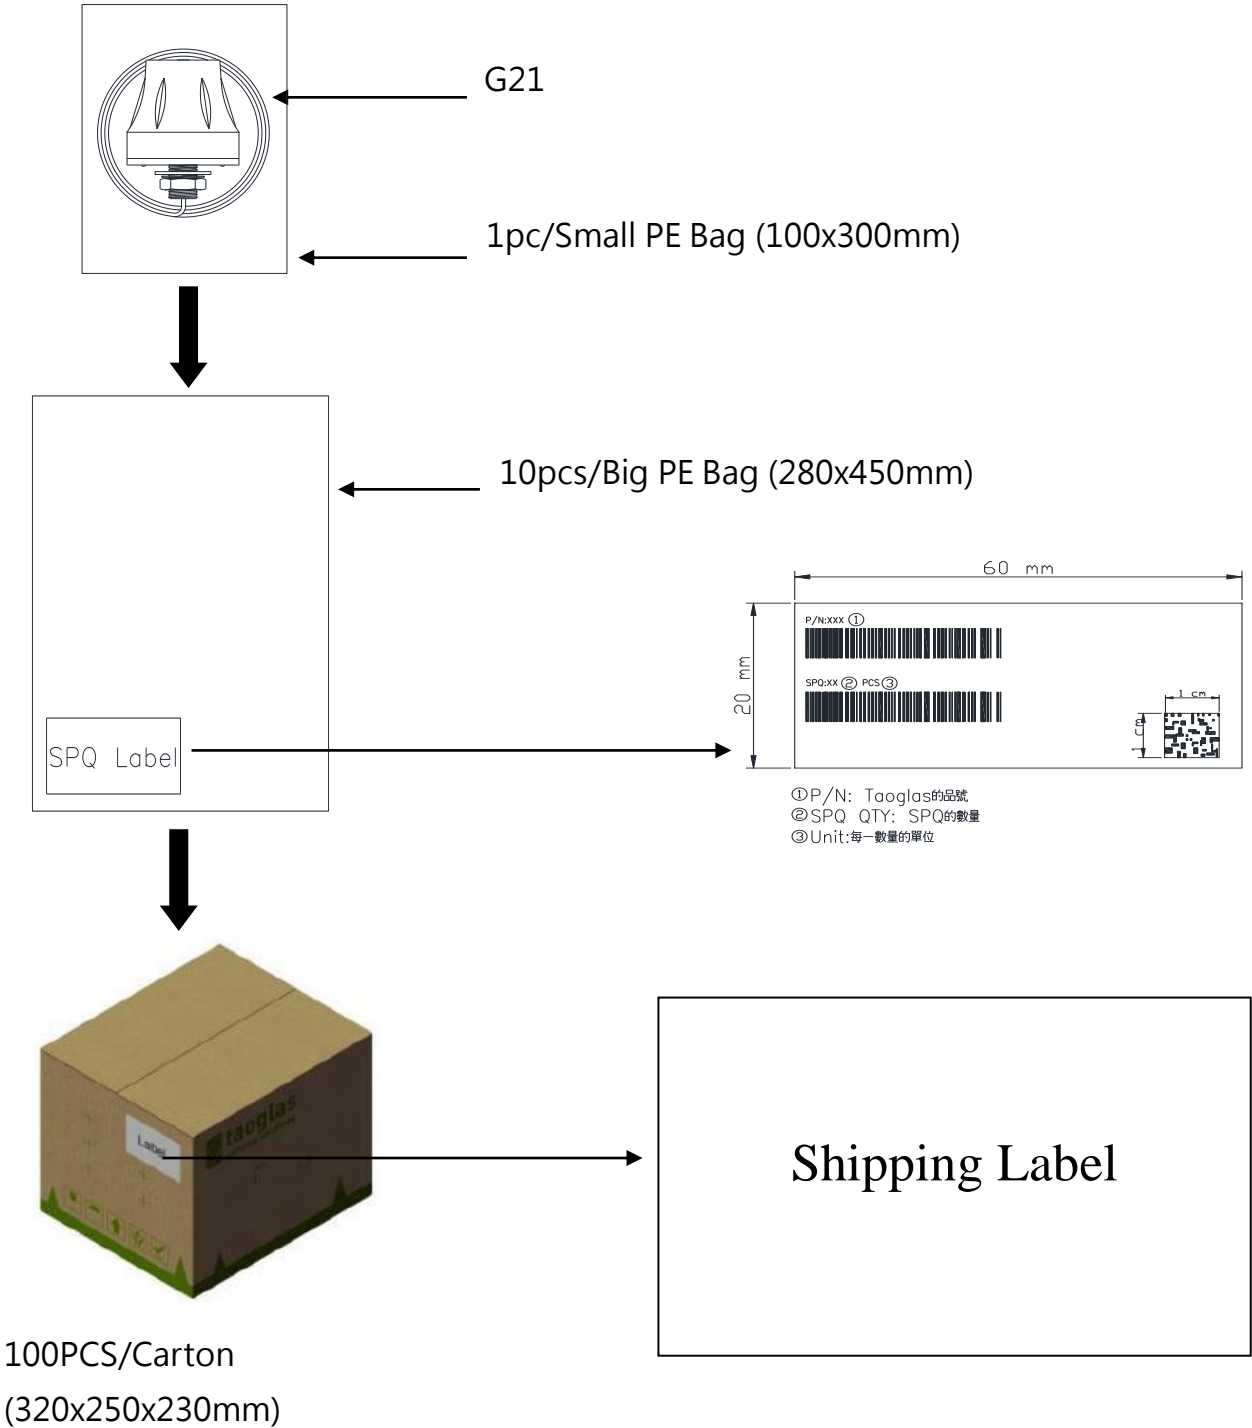 G21
1pc/Small PE Bag (100x300mm)
10pcs/Big PE Bag (280x450mm)
60 mm
20 mm
P/N:XXX ①
SPQ:XX ② PCS③
1 cm
1 cm
SPQ Label
①P/N: Taoglas的品號
②SPQ QTY: SPQ的數量
③Unit:每一數量的單位
Label
taoglas
Shipping Label
100PCS/Carton
(320x250x230mm)